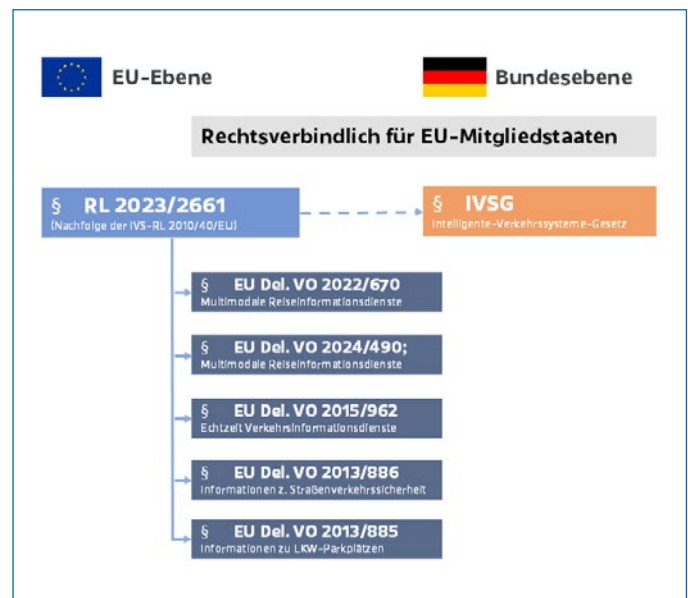 EU-Ebene
Bundesebene
Rechtsverbindlich für EU-Mitgliedstaaten
§ RL 2023/2661
(Nachfolge der IVS-RL 2010/40/EU)
§ IVSG
Intelligente-Verkehrssysteme-Gesetz
§ EU Del. VO 2022/670
Multimodale Reiseinformationsdienste
§ EU Del. VO 2024/490;
Multimodale Reiseinformationsdienste
§ EU Del. VO 2015/962
Echtzeit Verkehrsinformationsdienste
§ EU Del. VO 2013/886
Informationen z. Straßenverkehrssicherheit
§ EU Del. VO 2013/885
Informationen zu LKW-Parkplätzen